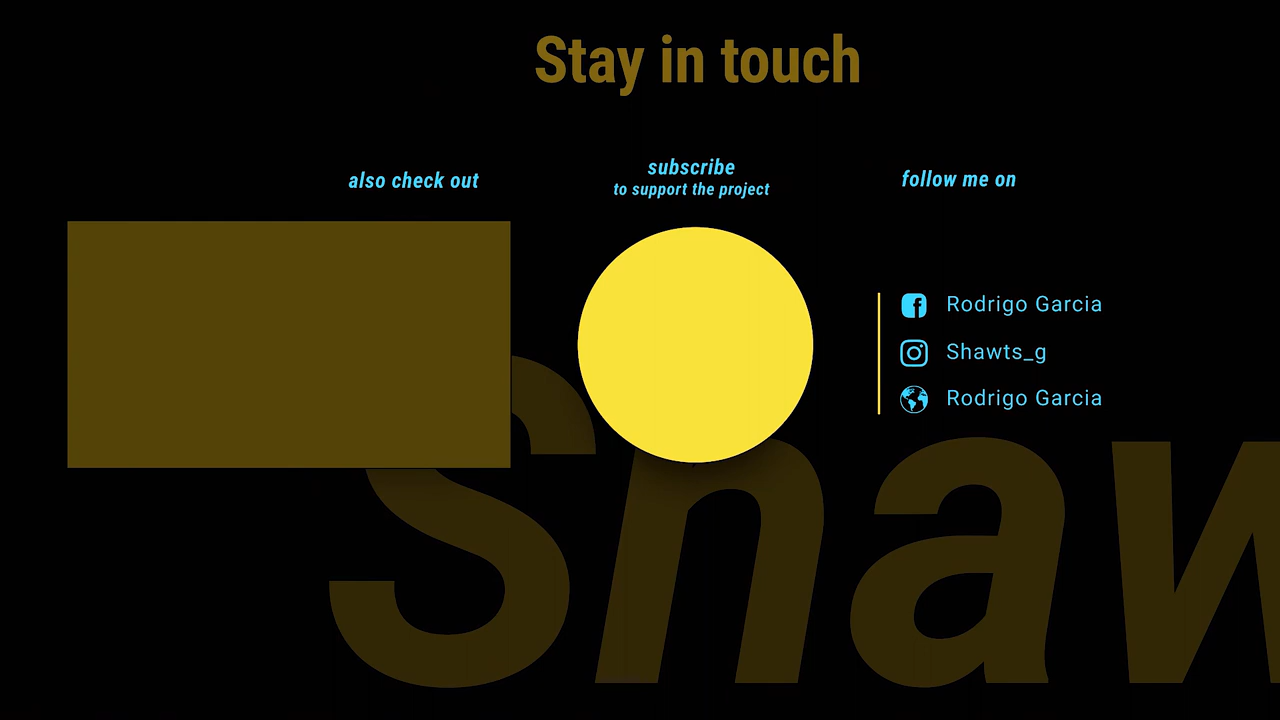 Stay in touch
also check out
subscribe
to support the project
follow me on
Rodrigo Garcia
Shawts_g
Rodrigo Garcia
Shaw